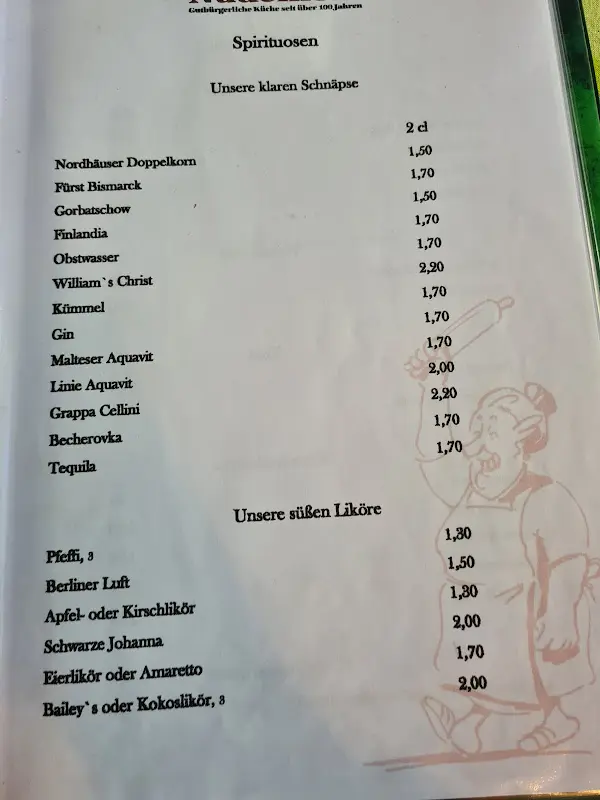 Gutbürgerliche Küche seit über 100 Jahren
Spirituosen
Unsere klaren Schnäpse
2 cl
Nordhäuser Doppelkorn 1,50
Fürst Bismarck 1,70
Gorbatschow 1,50
Finlandia 1,70
Obstwasser 1,70
William`s Christ 2,20
Kümmel 1,70
Gin 1,70
Malteser Aquavit 1,70
Linie Aquavit 2,00
Grappa Cellini 2,20
Becherovka 1,70
Tequila 1,70
Unsere süßen Liköre
Pfeffi, 3 1,30
Berliner Luft 1,50
Apfel- oder Kirschlikör 1,30
Schwarze Johanna 2,00
Eierlikör oder Amaretto 1,70
Bailey`s oder Kokoslikör, 3 2,00